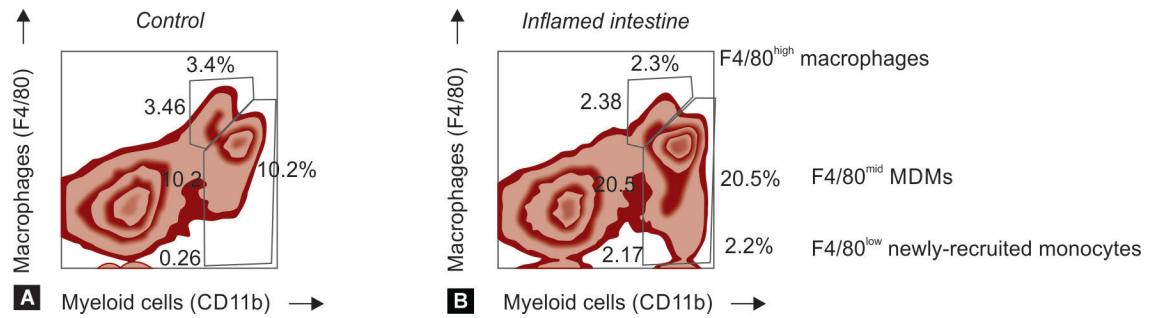 Control
Macrophages (F4/80)
3.4%
3.46
10.2
10.2%
0.26
A
Myeloid cells (CD11b)
Inflamed intestine
Macrophages (F4/80)
2.3%
F4/80high macrophages
2.38
20.5
20.5%
F4/80mid MDMs
2.17
2.2%
F4/80low newly-recruited monocytes
B
Myeloid cells (CD11b)